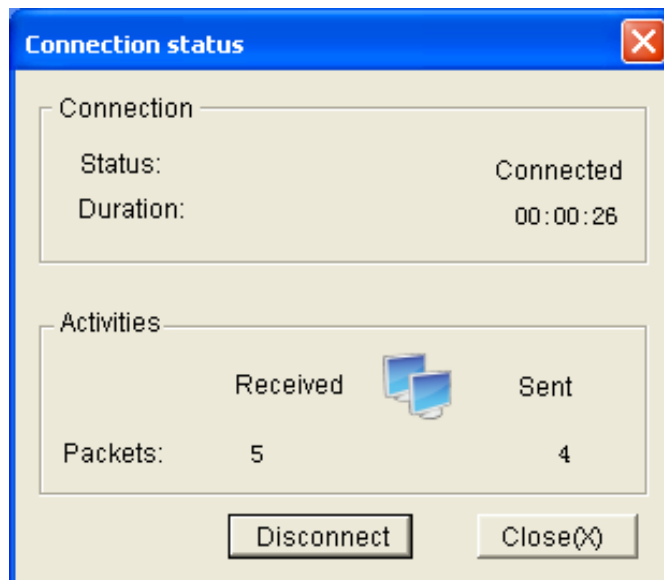 Connection status
Connection
Status: Connected
Duration: 00:00:26
Activities
Received Sent
Packets: 5 4
Disconnect Close(X)